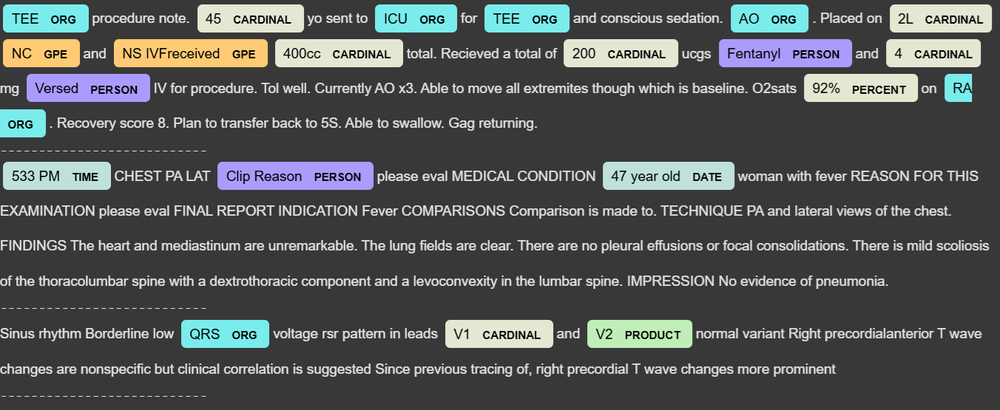 TEE ORG procedure note. 45 CARDINAL yo sent to ICU ORG for TEE ORG and conscious sedation. AO ORG . Placed on 2L CARDINAL
NC GPE and NS IVFreceived GPE 400cc CARDINAL total. Recieved a total of 200 CARDINAL ucgs Fentanyl PERSON and 4 CARDINAL
mg Versed PERSON IV for procedure. Tol well. Currently AO x3. Able to move all extremites though which is baseline. O2sats 92% PERCENT on RA
ORG . Recovery score 8. Plan to transfer back to 5S. Able to swallow. Gag returning.
---------------------------
533 PM TIME CHEST PA LAT Clip Reason PERSON please eval MEDICAL CONDITION 47 year old DATE woman with fever REASON FOR THIS
EXAMINATION please eval FINAL REPORT INDICATION Fever COMPARISONS Comparison is made to. TECHNIQUE PA and lateral views of the chest.
FINDINGS The heart and mediastinum are unremarkable. The lung fields are clear. There are no pleural effusions or focal consolidations. There is mild scoliosis
of the thoracolumbar spine with a dextrothoracic component and a levoconvexity in the lumbar spine. IMPRESSION No evidence of pneumonia.
---------------------------
Sinus rhythm Borderline low QRS ORG voltage rsr pattern in leads V1 CARDINAL and V2 PRODUCT normal variant Right precordialanterior T wave
changes are nonspecific but clinical correlation is suggested Since previous tracing of, right precordial T wave changes more prominent
---------------------------